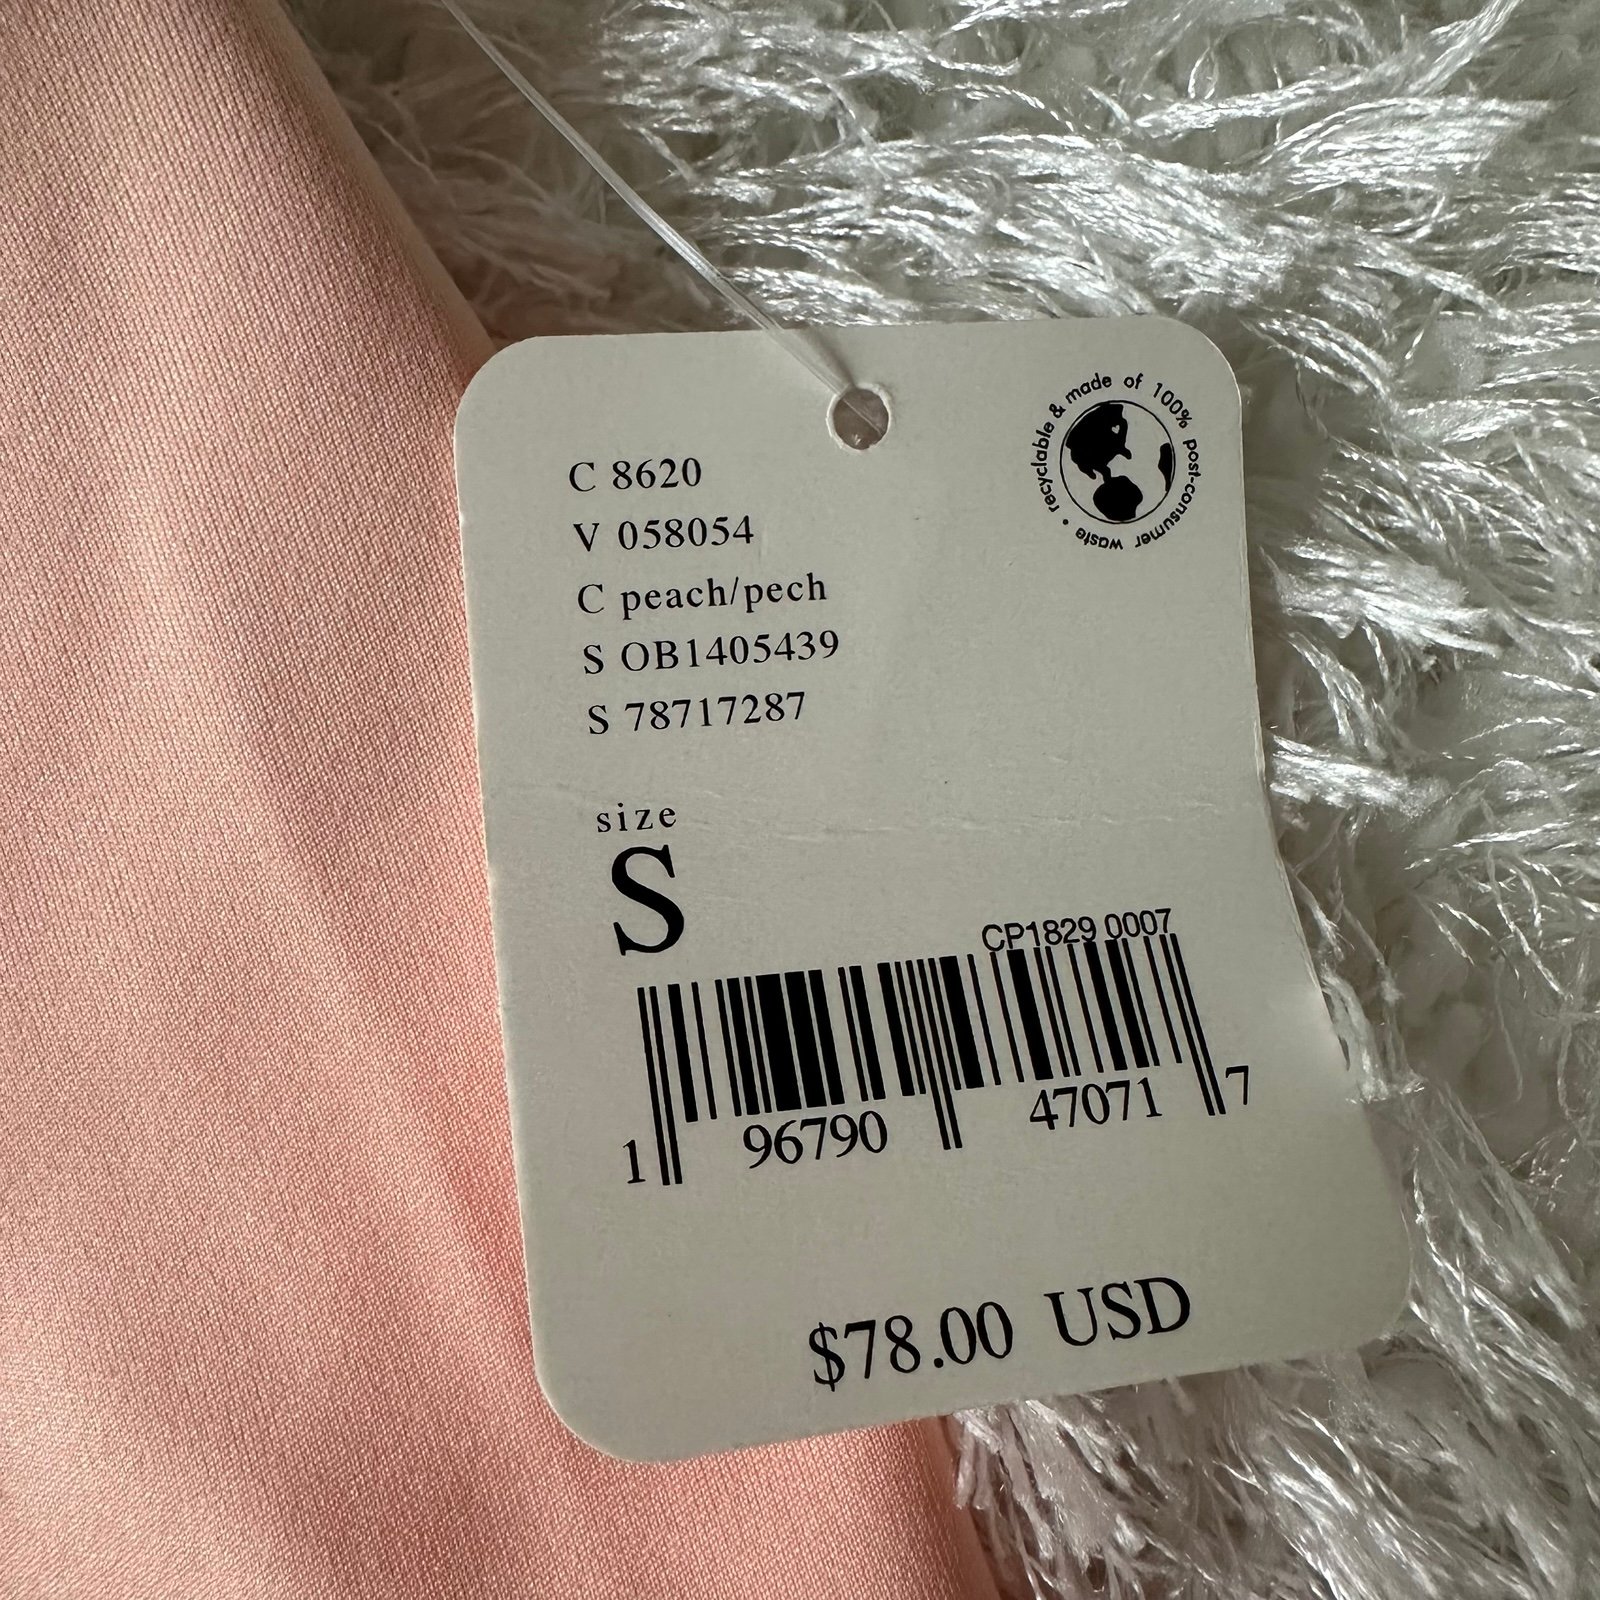 recyclable & made of 100% post-consumer waste •
C 8620
V 058054
C peach/pech
S OB1405439
S 78717287
size
S
CP1829 0007
1 96790 47071 7
$78.00 USD